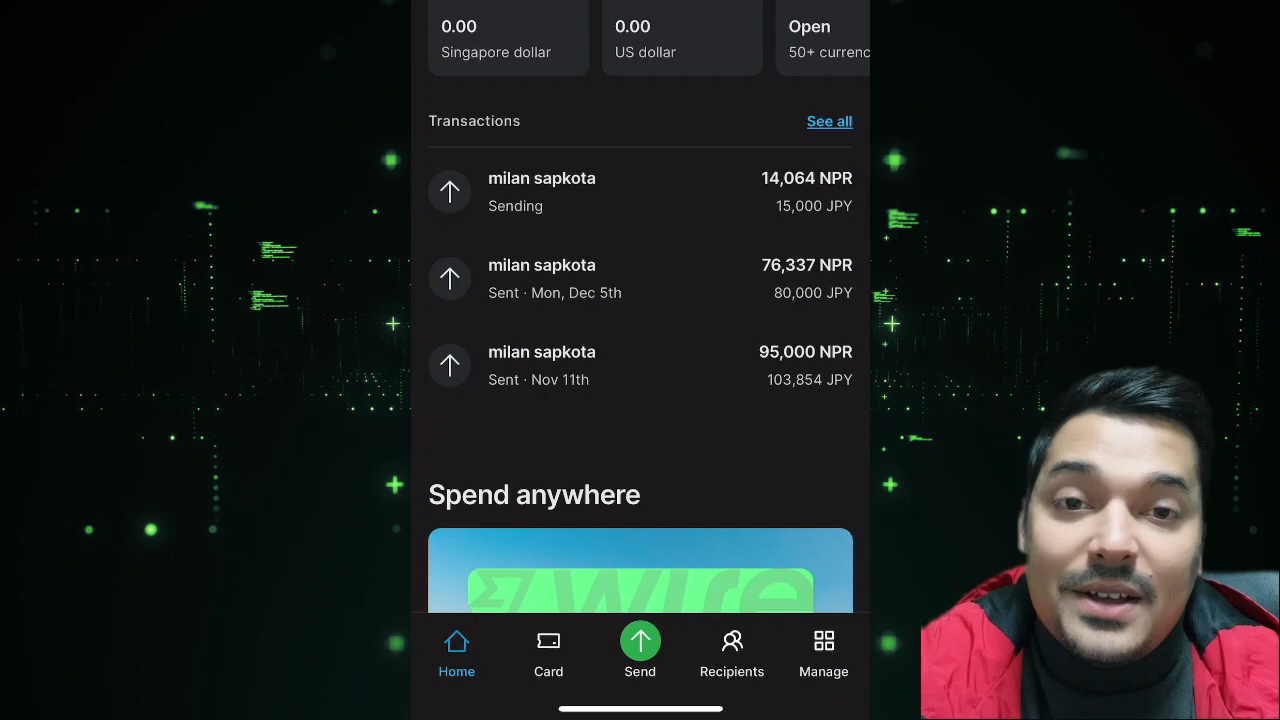 0.00
Singapore dollar
0.00
US dollar
Open
50+ currenc
Transactions
See all
milan sapkota
14,064 NPR
Sending
15,000 JPY
milan sapkota
76,337 NPR
Sent · Mon, Dec 5th
80,000 JPY
milan sapkota
95,000 NPR
Sent · Nov 11th
103,854 JPY
Spend anywhere
Home
Card
Send
Recipients
Manage